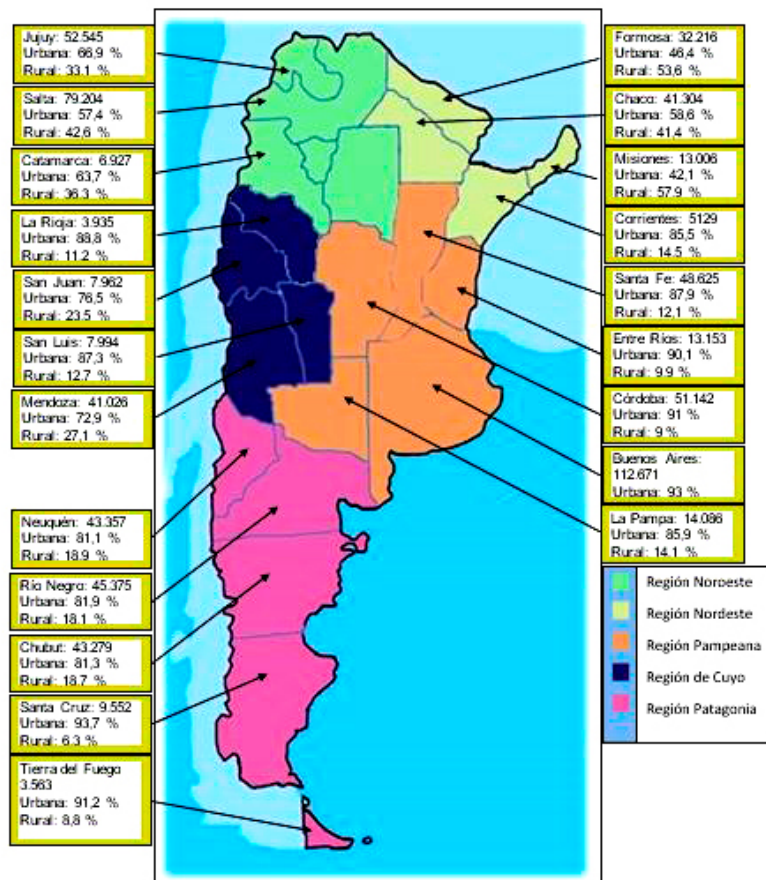 Jujuy: 52.545
Urbana: 66,9 %
Rural: 33.1 %
Salta: 79.204
Urbana: 57,4 %
Rural: 42,6 %
Catamarca: 6.927
Urbana: 63,7 %
Rural: 36.3 %
La Rioja: 3.935
Urbana: 88,8 %
Rural: 11.2 %
San Juan: 7.962
Urbana: 76,5 %
Rural: 23.5 %
San Luis: 7.994
Urbana: 87,3 %
Rural: 12.7 %
Mendoza: 41.026
Urbana: 72,9 %
Rural: 27,1 %
Neuquén: 43.357
Urbana: 81,1 %
Rural: 18.9 %
Río Negro: 45.375
Urbana: 81,9 %
Rural: 18.1 %
Chubut: 43.279
Urbana: 81,3 %
Rural: 18.7 %
Santa Cruz: 9.552
Urbana: 93,7 %
Rural: 6.3 %
Tierra del Fuego
3.563
Urbana: 91,2 %
Rural: 8,8 %
Formosa: 32.216
Urbana: 46,4 %
Rural: 53,6 %
Chaco: 41.304
Urbana: 58,6 %
Rural: 41,4 %
Misiones: 13.006
Urbana: 42,1 %
Rural: 57.9 %
Corrientes: 5129
Urbana: 85,5 %
Rural: 14.5 %
Santa Fe: 48.625
Urbana: 87,9 %
Rural: 12,1 %
Entre Ríos: 13.153
Urbana: 90,1 %
Rural: 9.9 %
Córdoba: 51.142
Urbana: 91 %
Rural: 9 %
Buenos Aires:
112.671
Urbana: 93 %
La Pampa: 14.086
Urbana: 85,9 %
Rural: 14.1 %
Región Noroeste
Región Nordeste
Región Pampeana
Región de Cuyo
Región Patagonia